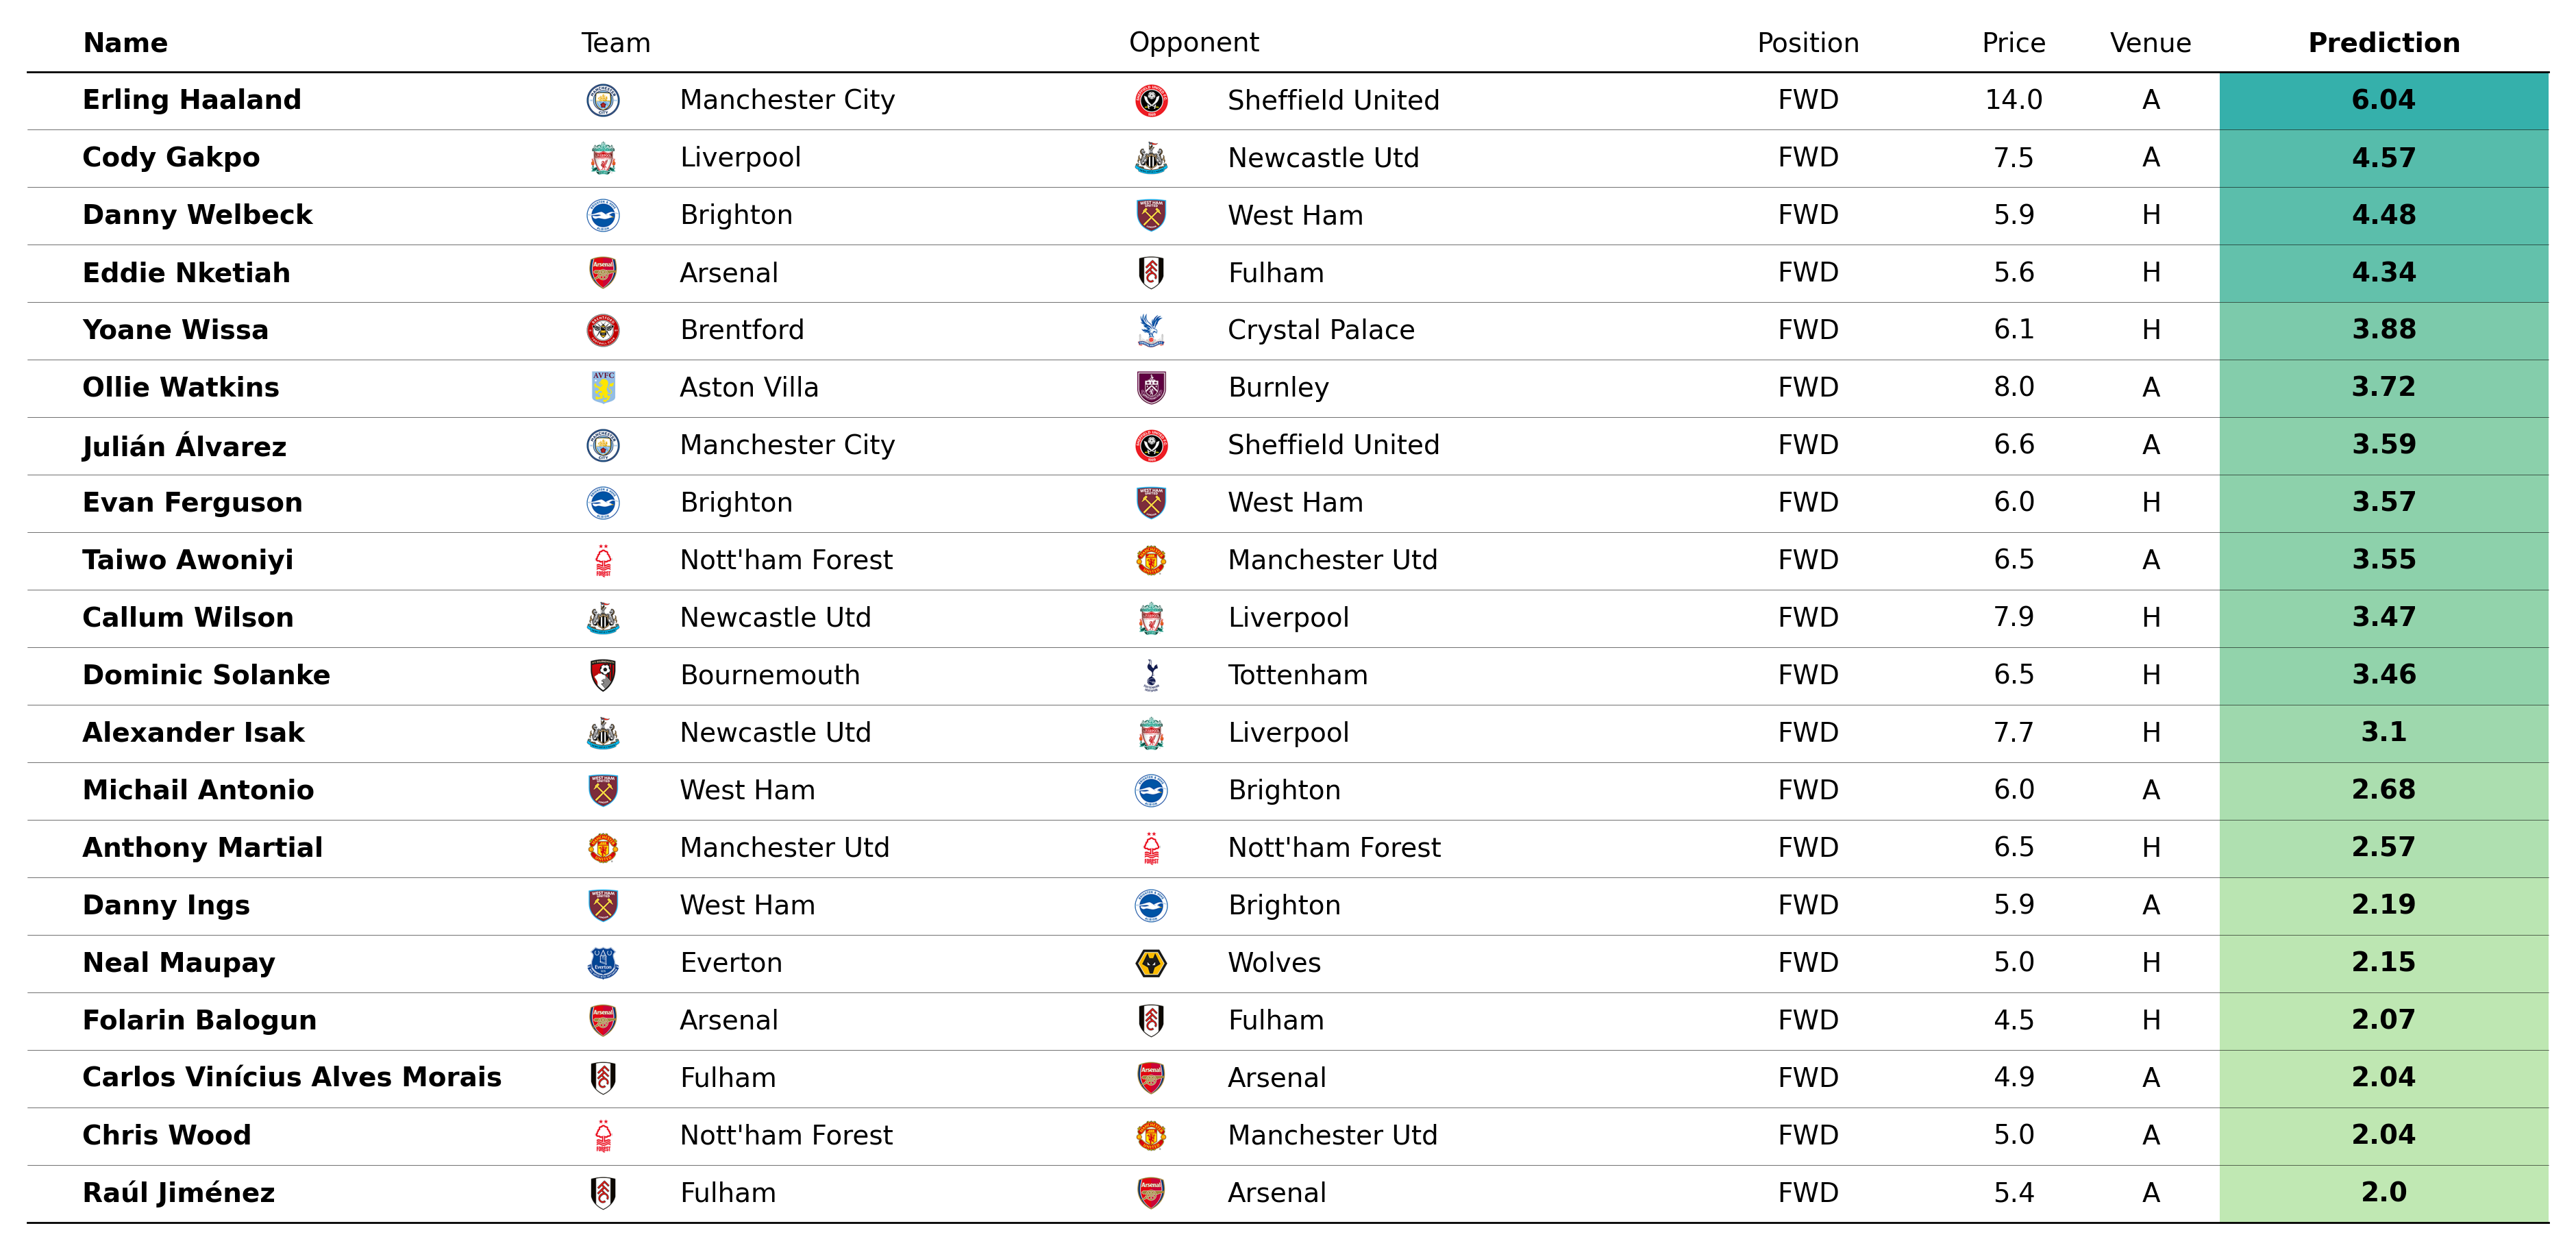 Name Team Opponent Position Price Venue Prediction
Erling Haaland Manchester City Sheffield United FWD 14.0 A 6.04
Cody Gakpo Liverpool Newcastle Utd FWD 7.5 A 4.57
Danny Welbeck Brighton West Ham FWD 5.9 H 4.48
Eddie Nketiah Arsenal Fulham FWD 5.6 H 4.34
Yoane Wissa Brentford Crystal Palace FWD 6.1 H 3.88
Ollie Watkins Aston Villa Burnley FWD 8.0 A 3.72
Julián Álvarez Manchester City Sheffield United FWD 6.6 A 3.59
Evan Ferguson Brighton West Ham FWD 6.0 H 3.57
Taiwo Awoniyi Nott'ham Forest Manchester Utd FWD 6.5 A 3.55
Callum Wilson Newcastle Utd Liverpool FWD 7.9 H 3.47
Dominic Solanke Bournemouth Tottenham FWD 6.5 H 3.46
Alexander Isak Newcastle Utd Liverpool FWD 7.7 H 3.1
Michail Antonio West Ham Brighton FWD 6.0 A 2.68
Anthony Martial Manchester Utd Nott'ham Forest FWD 6.5 H 2.57
Danny Ings West Ham Brighton FWD 5.9 A 2.19
Neal Maupay Everton Wolves FWD 5.0 H 2.15
Folarin Balogun Arsenal Fulham FWD 4.5 H 2.07
Carlos Vinícius Alves Morais Fulham Arsenal FWD 4.9 A 2.04
Chris Wood Nott'ham Forest Manchester Utd FWD 5.0 A 2.04
Raúl Jiménez Fulham Arsenal FWD 5.4 A 2.0